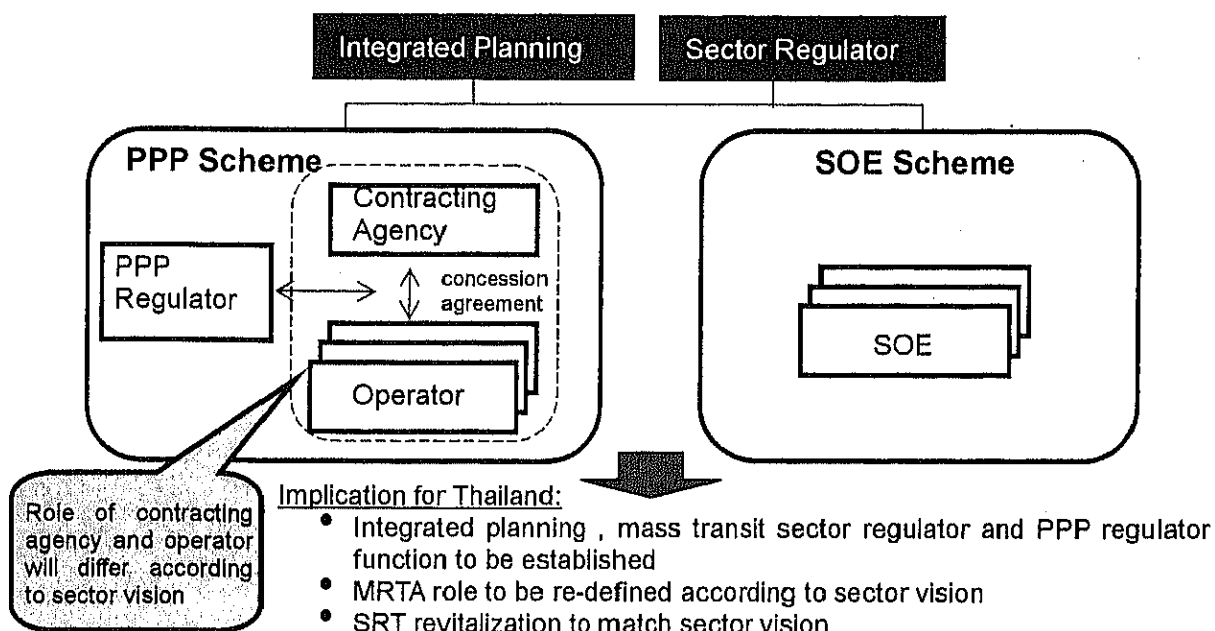 Integrated Planning
Sector Regulator
PPP Scheme
Contracting
Agency
PPP
Regulator
concession
agreement
Operator
SOE Scheme
SOE
Role of contracting
agency and operator
will differ according
to sector vision
Implication for Thailand:
• Integrated planning , mass transit sector regulator and PPP regulator
function to be established
• MRTA role to be re-defined according to sector vision
• SRT revitalization to match sector vision